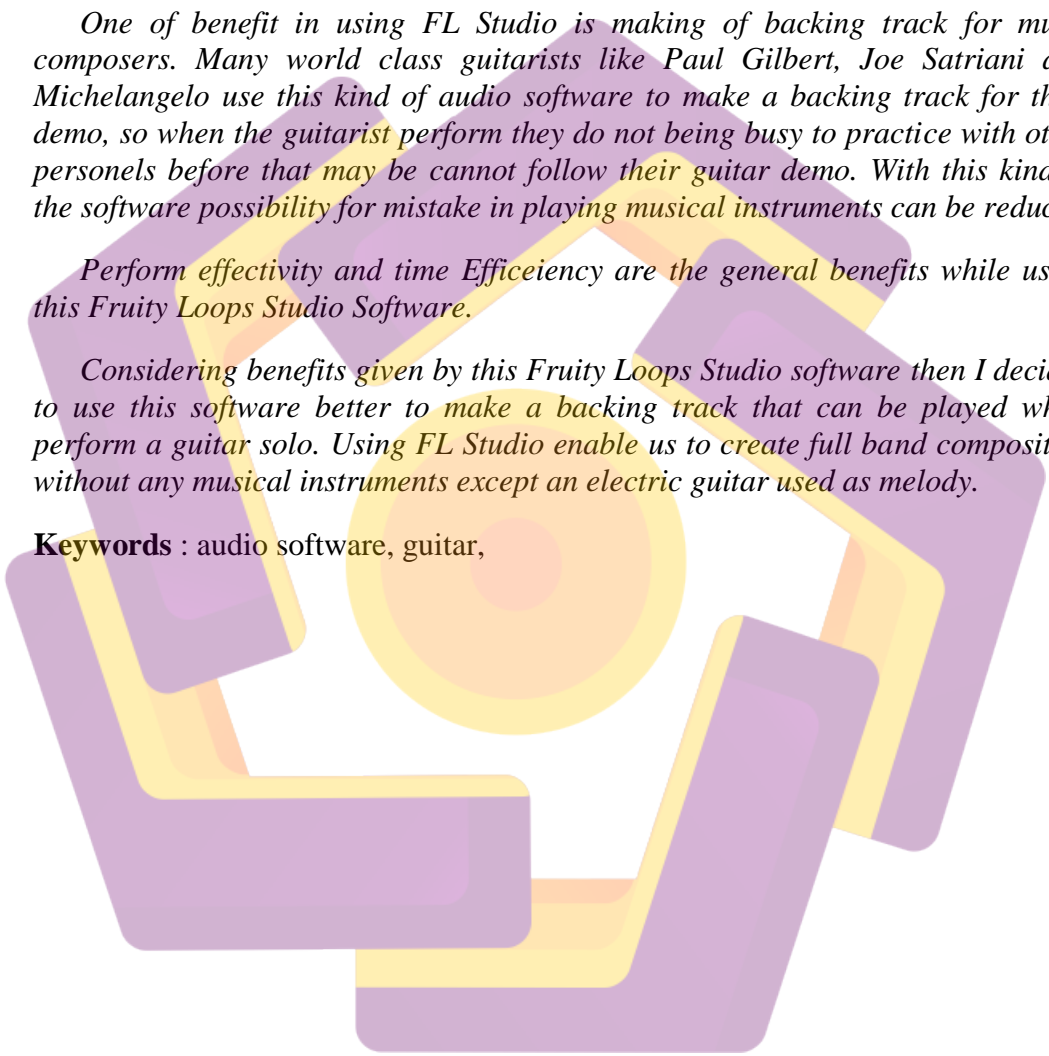 One of benefit in using FL Studio is making of backing track for mu
composers. Many world class guitarists like Paul Gilbert, Joe Satriani
Michelangelo use this kind of audio software to make a backing track for th
demo, so when the guitarist perform they do not being busy to practice with ot
personels before that may be cannot follow their guitar demo. With this kind
the software possibility for mistake in playing musical instruments can be reduc
Perform effectivity and time Efficeiency are the general benefits while us
this Fruity Loops Studio Software.
Considering benefits given by this Fruity Loops Studio software then I decid
to use this software better to make a backing track that can be played wh
perform a guitar solo. Using FL Studio enable us to create full band composit
without any musical instruments except an electric guitar used as melody.
Keywords : audio software, guitar,